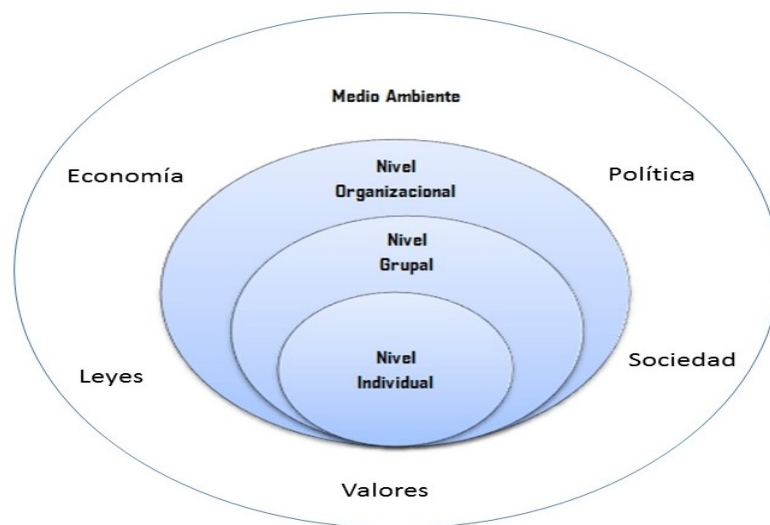 Medio Ambiente
Economía
Política
Nivel
Organizacional
Nivel
Grupal
Nivel
Individual
Leyes
Sociedad
Valores